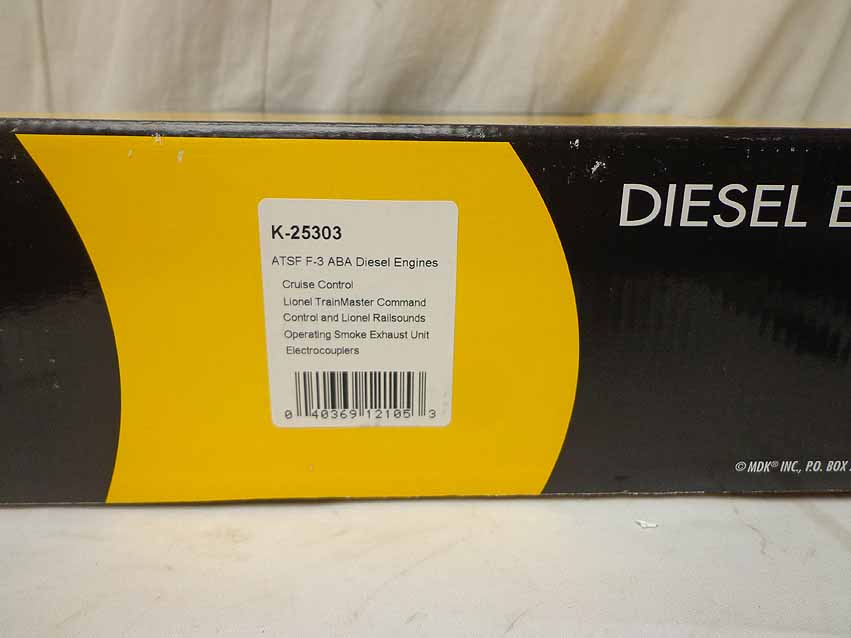 K-25303
ATSF F-3 ABA Diesel Engines
Cruise Control
Lionel TrainMaster Command
Control and Lionel Railsounds
Operating Smoke Exhaust Unit
Electrocouplers
0 40369 12105 3
DIESEL E
© MDK® INC., P.O. BOX